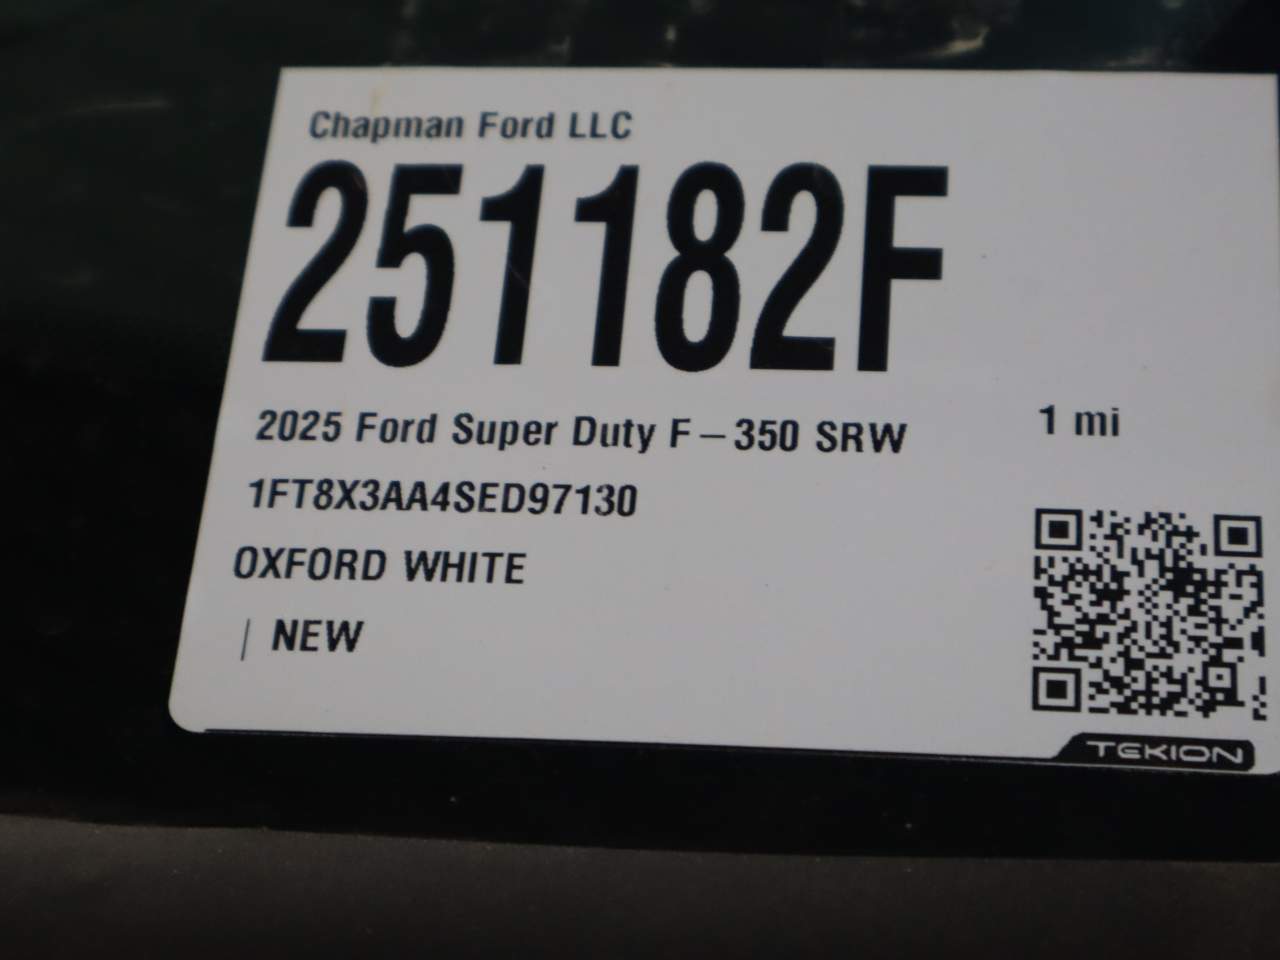 Chapman Ford LLC
251182F
2025 Ford Super Duty F-350 SRW
1 mi
1FT8X3AA4SED97130
OXFORD WHITE
| NEW
TEKION